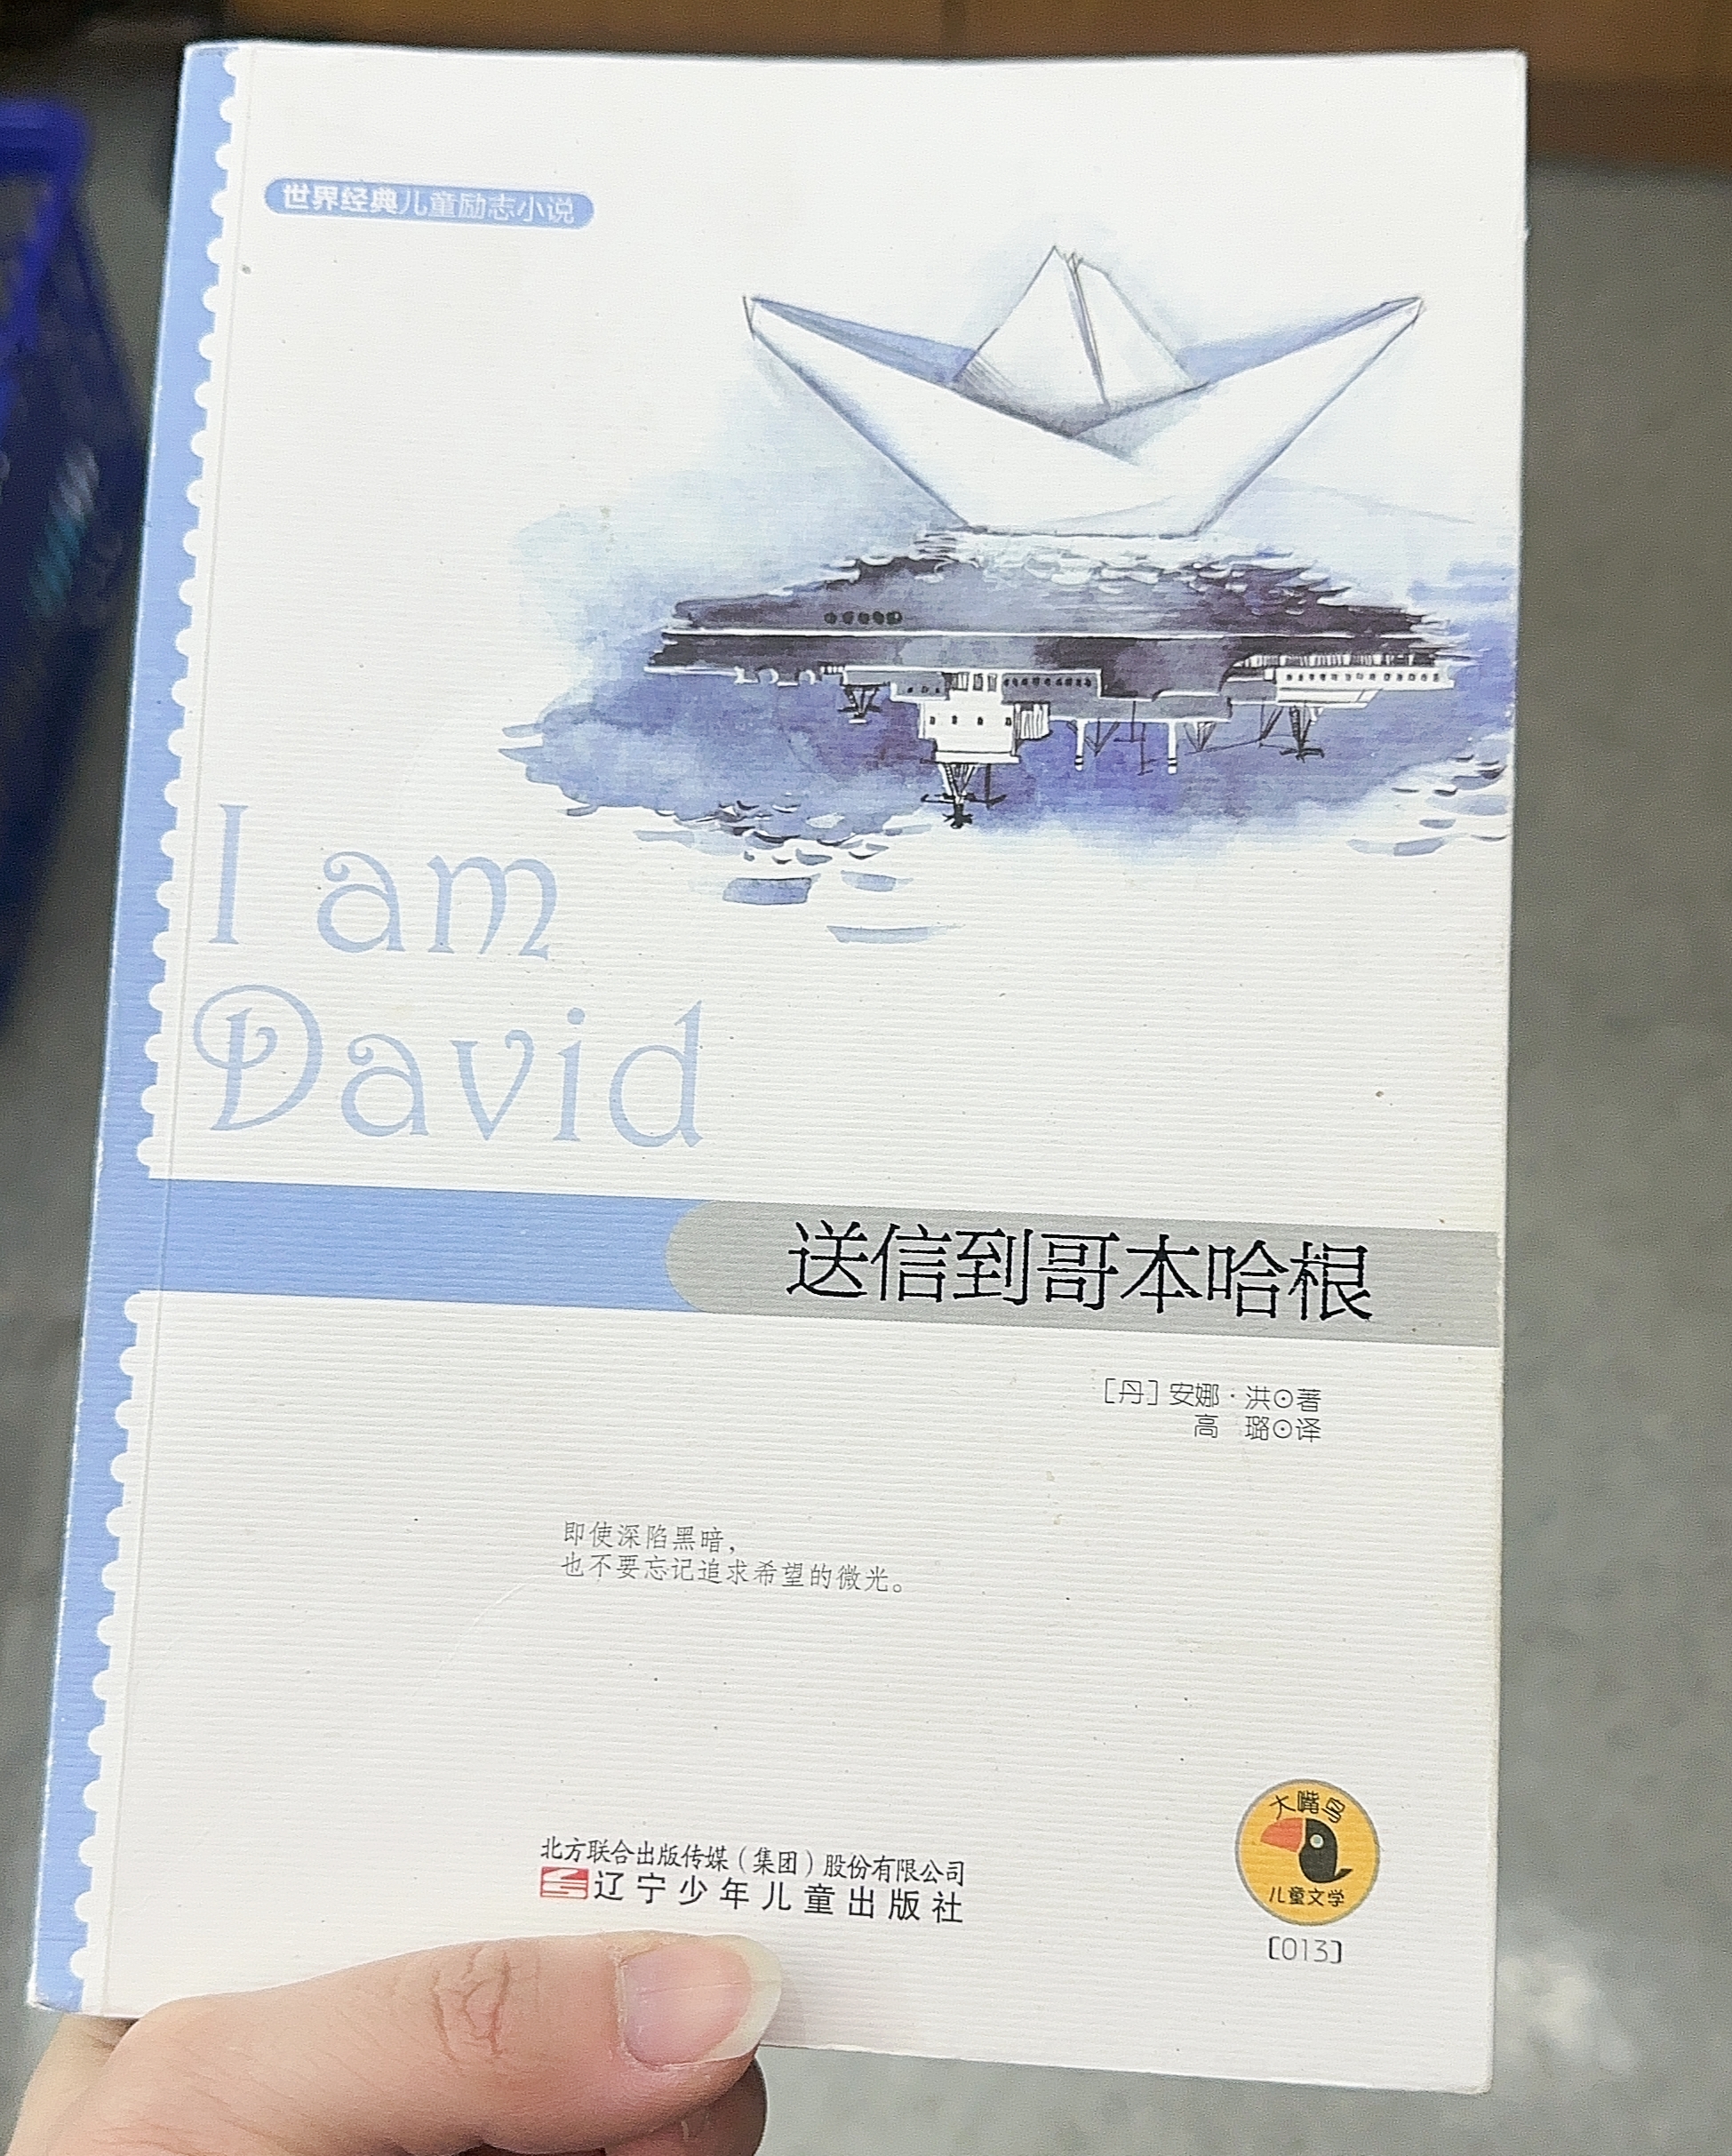 世界经典儿童励志小说
I am
David
送信到哥本哈根
[丹]安娜·洪⊙著
高 璐⊙译
即使深陷黑暗，
也不要忘记追求希望的微光。
北方联合出版传媒（集团）股份有限公司
辽宁少年儿童出版社
大嘴鸟
儿童文学
[013]